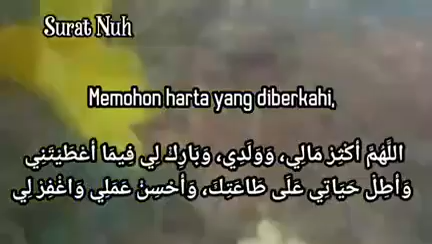 Surat Nuh
Memohon harta yang diberkahi,
اللَّهُمَّ أَكْثِرْ مَالِي، وَوَلَدِي، وَبَارِكْ لِي فِيمَا أَعْطَيْتَنِي
وَأَطِلْ حَيَاتِي عَلَى طَاعَتِكَ، وَأَحْسِنْ عَمَلِي وَاغْفِرْ لِي